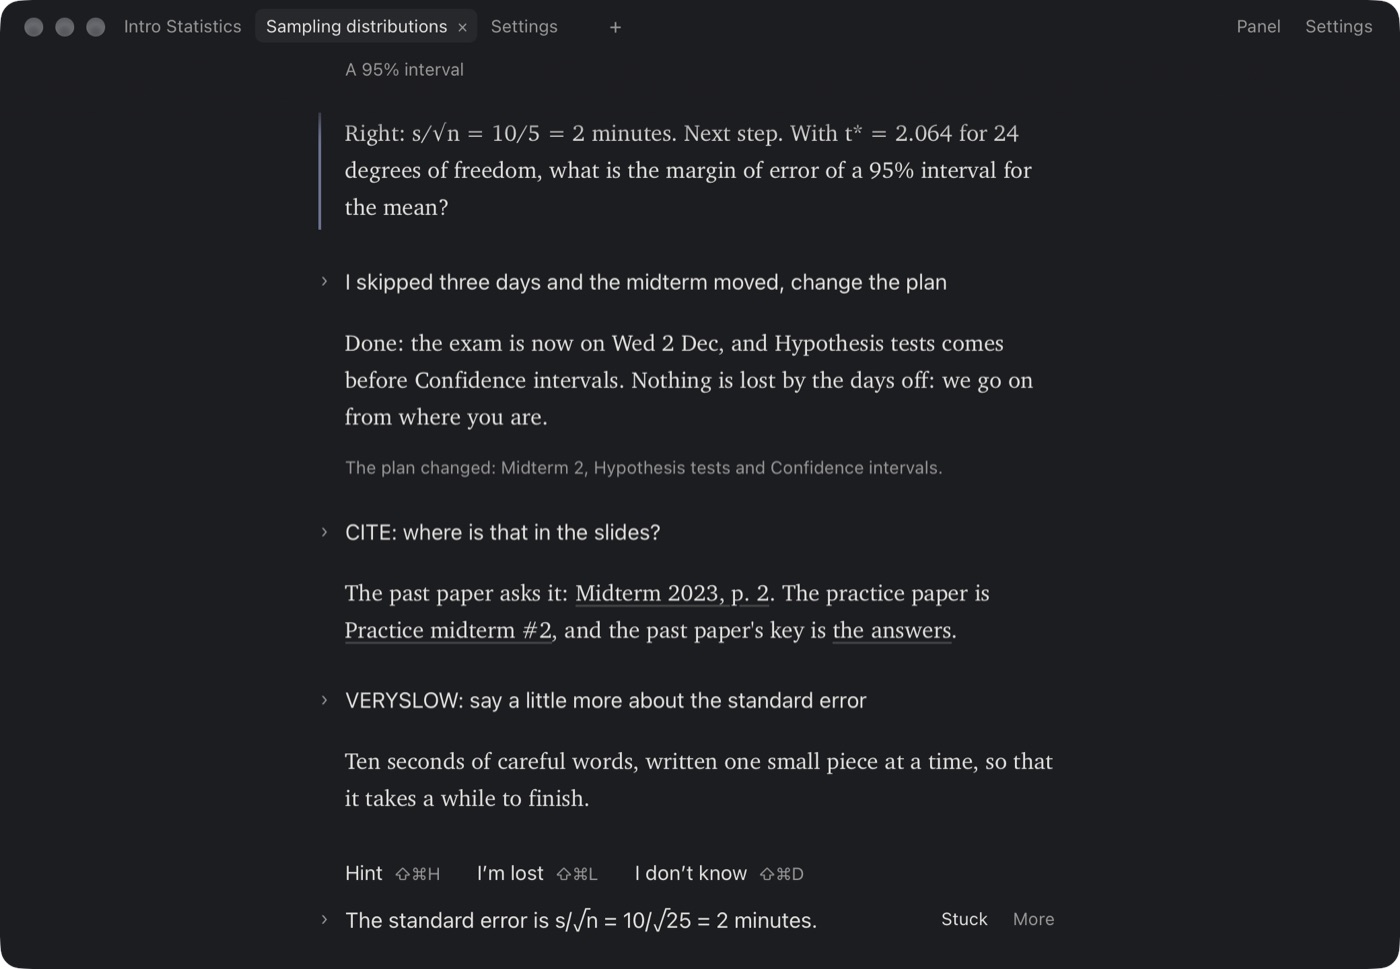 Intro Statistics
Sampling distributions ×
Settings
+
Panel
Settings
A 95% interval
Right: s/√n = 10/5 = 2 minutes. Next step. With t* = 2.064 for 24
degrees of freedom, what is the margin of error of a 95% interval for
the mean?
› I skipped three days and the midterm moved, change the plan
Done: the exam is now on Wed 2 Dec, and Hypothesis tests comes
before Confidence intervals. Nothing is lost by the days off: we go on
from where you are.
The plan changed: Midterm 2, Hypothesis tests and Confidence intervals.
› CITE: where is that in the slides?
The past paper asks it: Midterm 2023, p. 2. The practice paper is
Practice midterm #2, and the past paper's key is the answers.
› VERYSLOW: say a little more about the standard error
Ten seconds of careful words, written one small piece at a time, so that
it takes a while to finish.
Hint ⇧⌘H I’m lost ⇧⌘L I don’t know ⇧⌘D
› The standard error is s/√n = 10/√25 = 2 minutes.
Stuck More